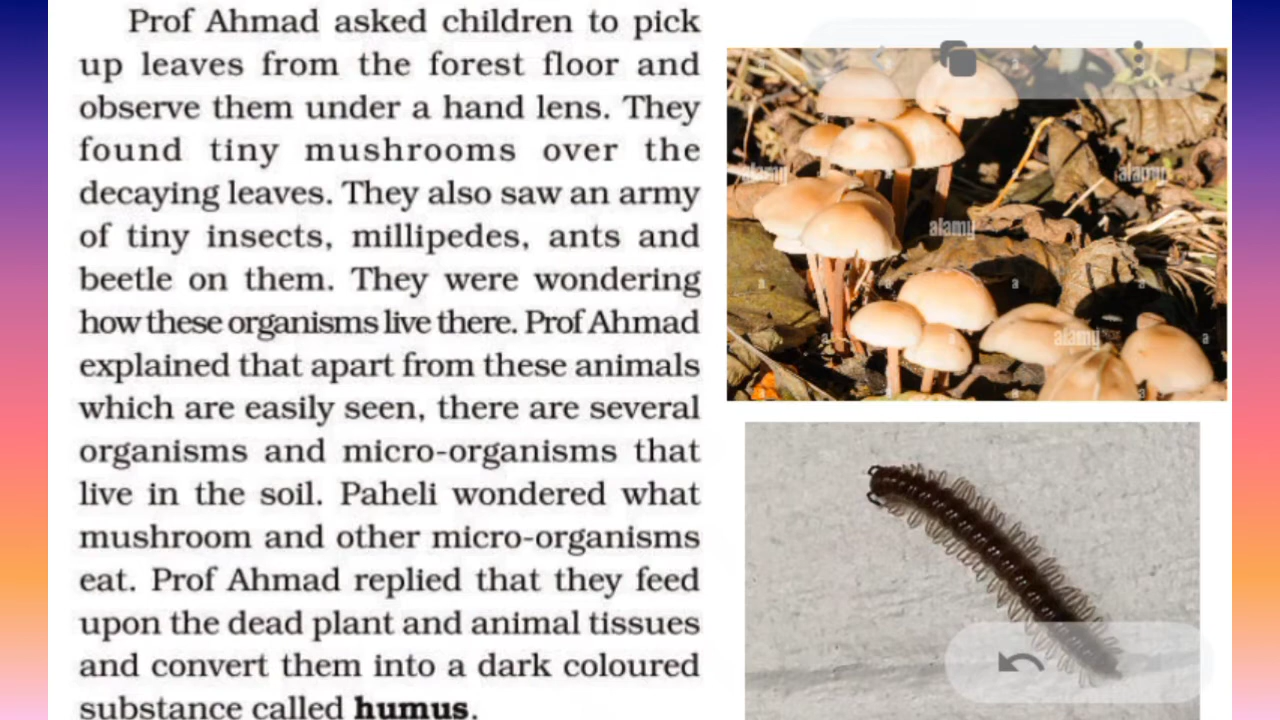 Prof Ahmad asked children to pick
up leaves from the forest floor and
observe them under a hand lens. They
found tiny mushrooms over the
decaying leaves. They also saw an army
of tiny insects, millipedes, ants and
beetle on them. They were wondering
how these organisms live there. Prof Ahmad
explained that apart from these animals
which are easily seen, there are several
organisms and micro-organisms that
live in the soil. Paheli wondered what
mushroom and other micro-organisms
eat. Prof Ahmad replied that they feed
upon the dead plant and animal tissues
and convert them into a dark coloured
substance called humus.
alamy
alamy
alamy
alamy
a
a
a
a
a
a
a
a
a